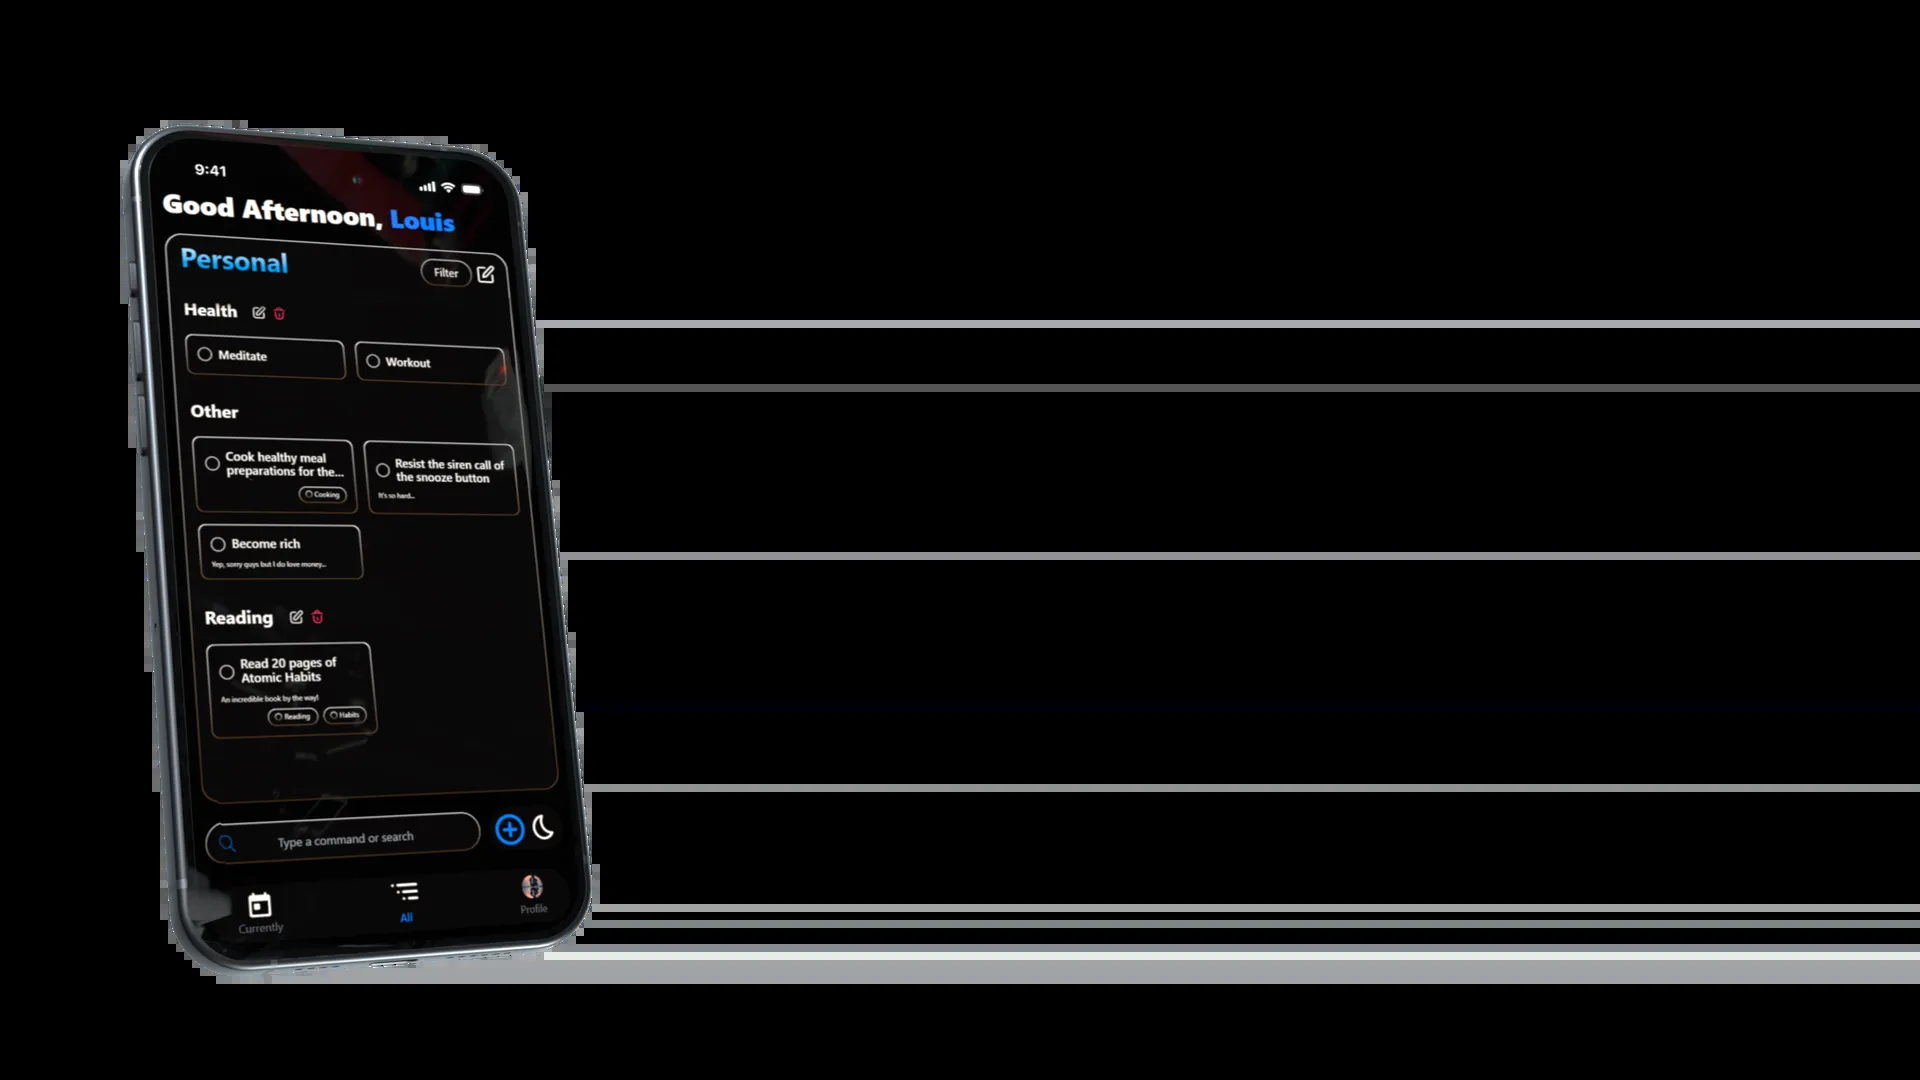 9:41
Good Afternoon, Louis
Personal
Filter
Health
Meditate
Workout
Other
Cook healthy meal
preparations for the...
Cooking
Resist the siren call of
the snooze button
It's so hard...
Become rich
Yep, sorry guys but I do love money...
Reading
Read 20 pages of
Atomic Habits
An incredible book by the way!
Reading
Habits
Type a command or search
Currently
All
Profile